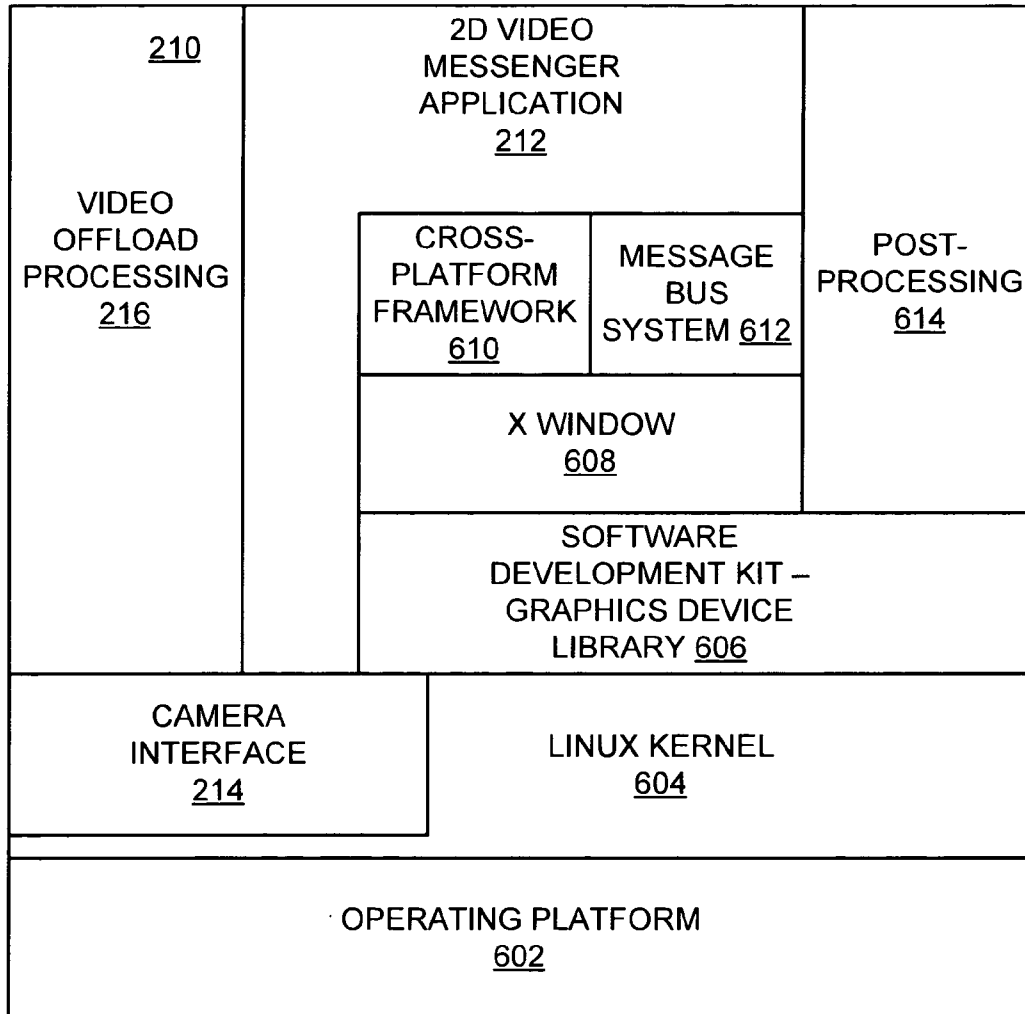 210
2D VIDEO
MESSENGER
APPLICATION
212
VIDEO
OFFLOAD
PROCESSING
216
CROSS-
PLATFORM
FRAMEWORK
610
MESSAGE
BUS
SYSTEM 612
POST-
PROCESSING
614
X WINDOW
608
SOFTWARE
DEVELOPMENT KIT –
GRAPHICS DEVICE
LIBRARY 606
CAMERA
INTERFACE
214
LINUX KERNEL
604
OPERATING PLATFORM
602